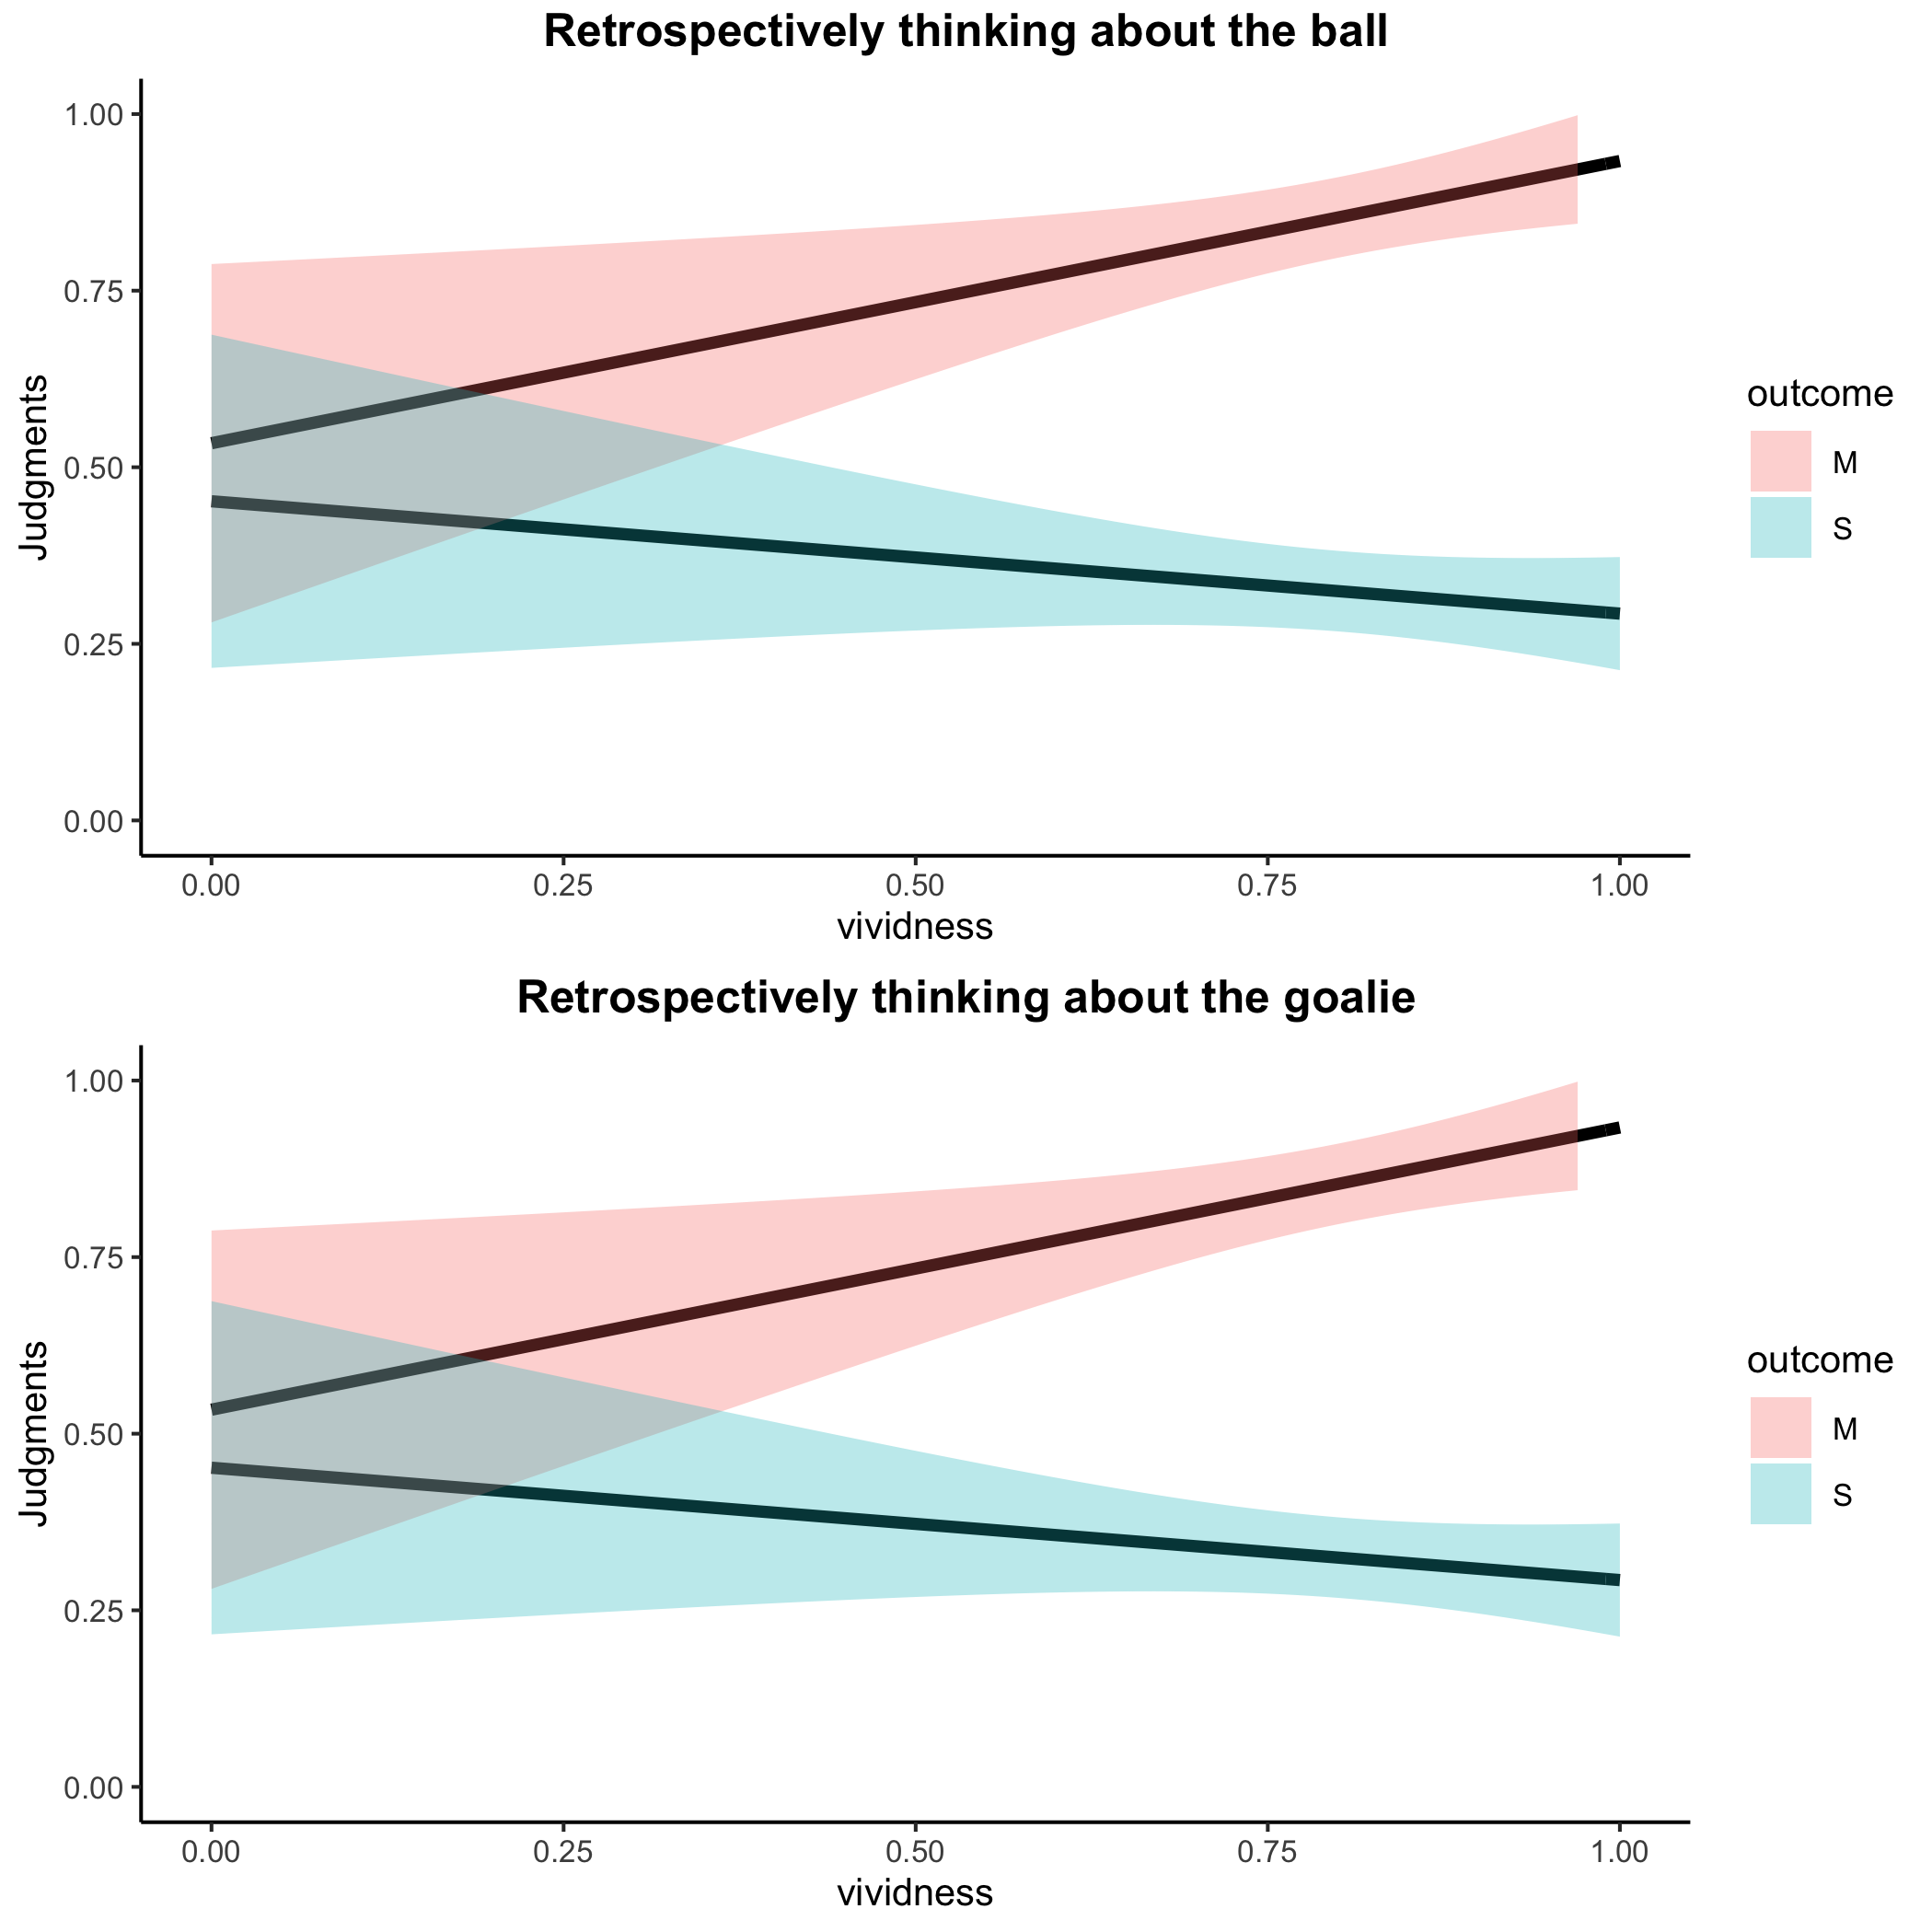 Retrospectively thinking about the ball
1.00
0.75
0.50
0.25
0.00
Judgments
0.00 0.25 0.50 0.75 1.00
vividness
outcome
M
S
Retrospectively thinking about the goalie
1.00
0.75
0.50
0.25
0.00
Judgments
0.00 0.25 0.50 0.75 1.00
vividness
outcome
M
S